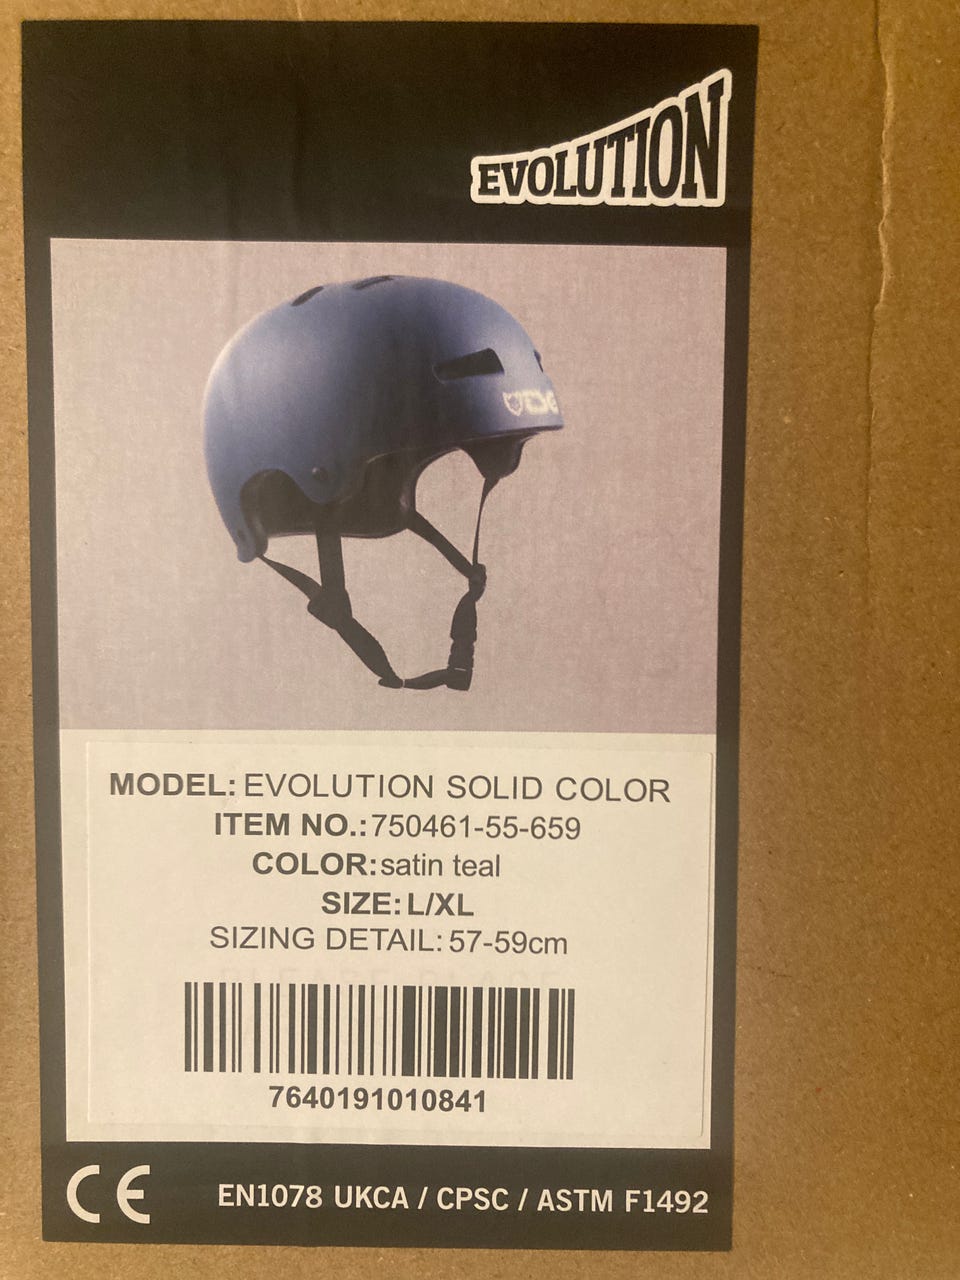 EVOLUTION
TSG
MODEL: EVOLUTION SOLID COLOR
ITEM NO.: 750461-55-659
COLOR: satin teal
SIZE: L/XL
SIZING DETAIL: 57-59cm
7640191010841
CE EN1078 UKCA / CPSC / ASTM F1492